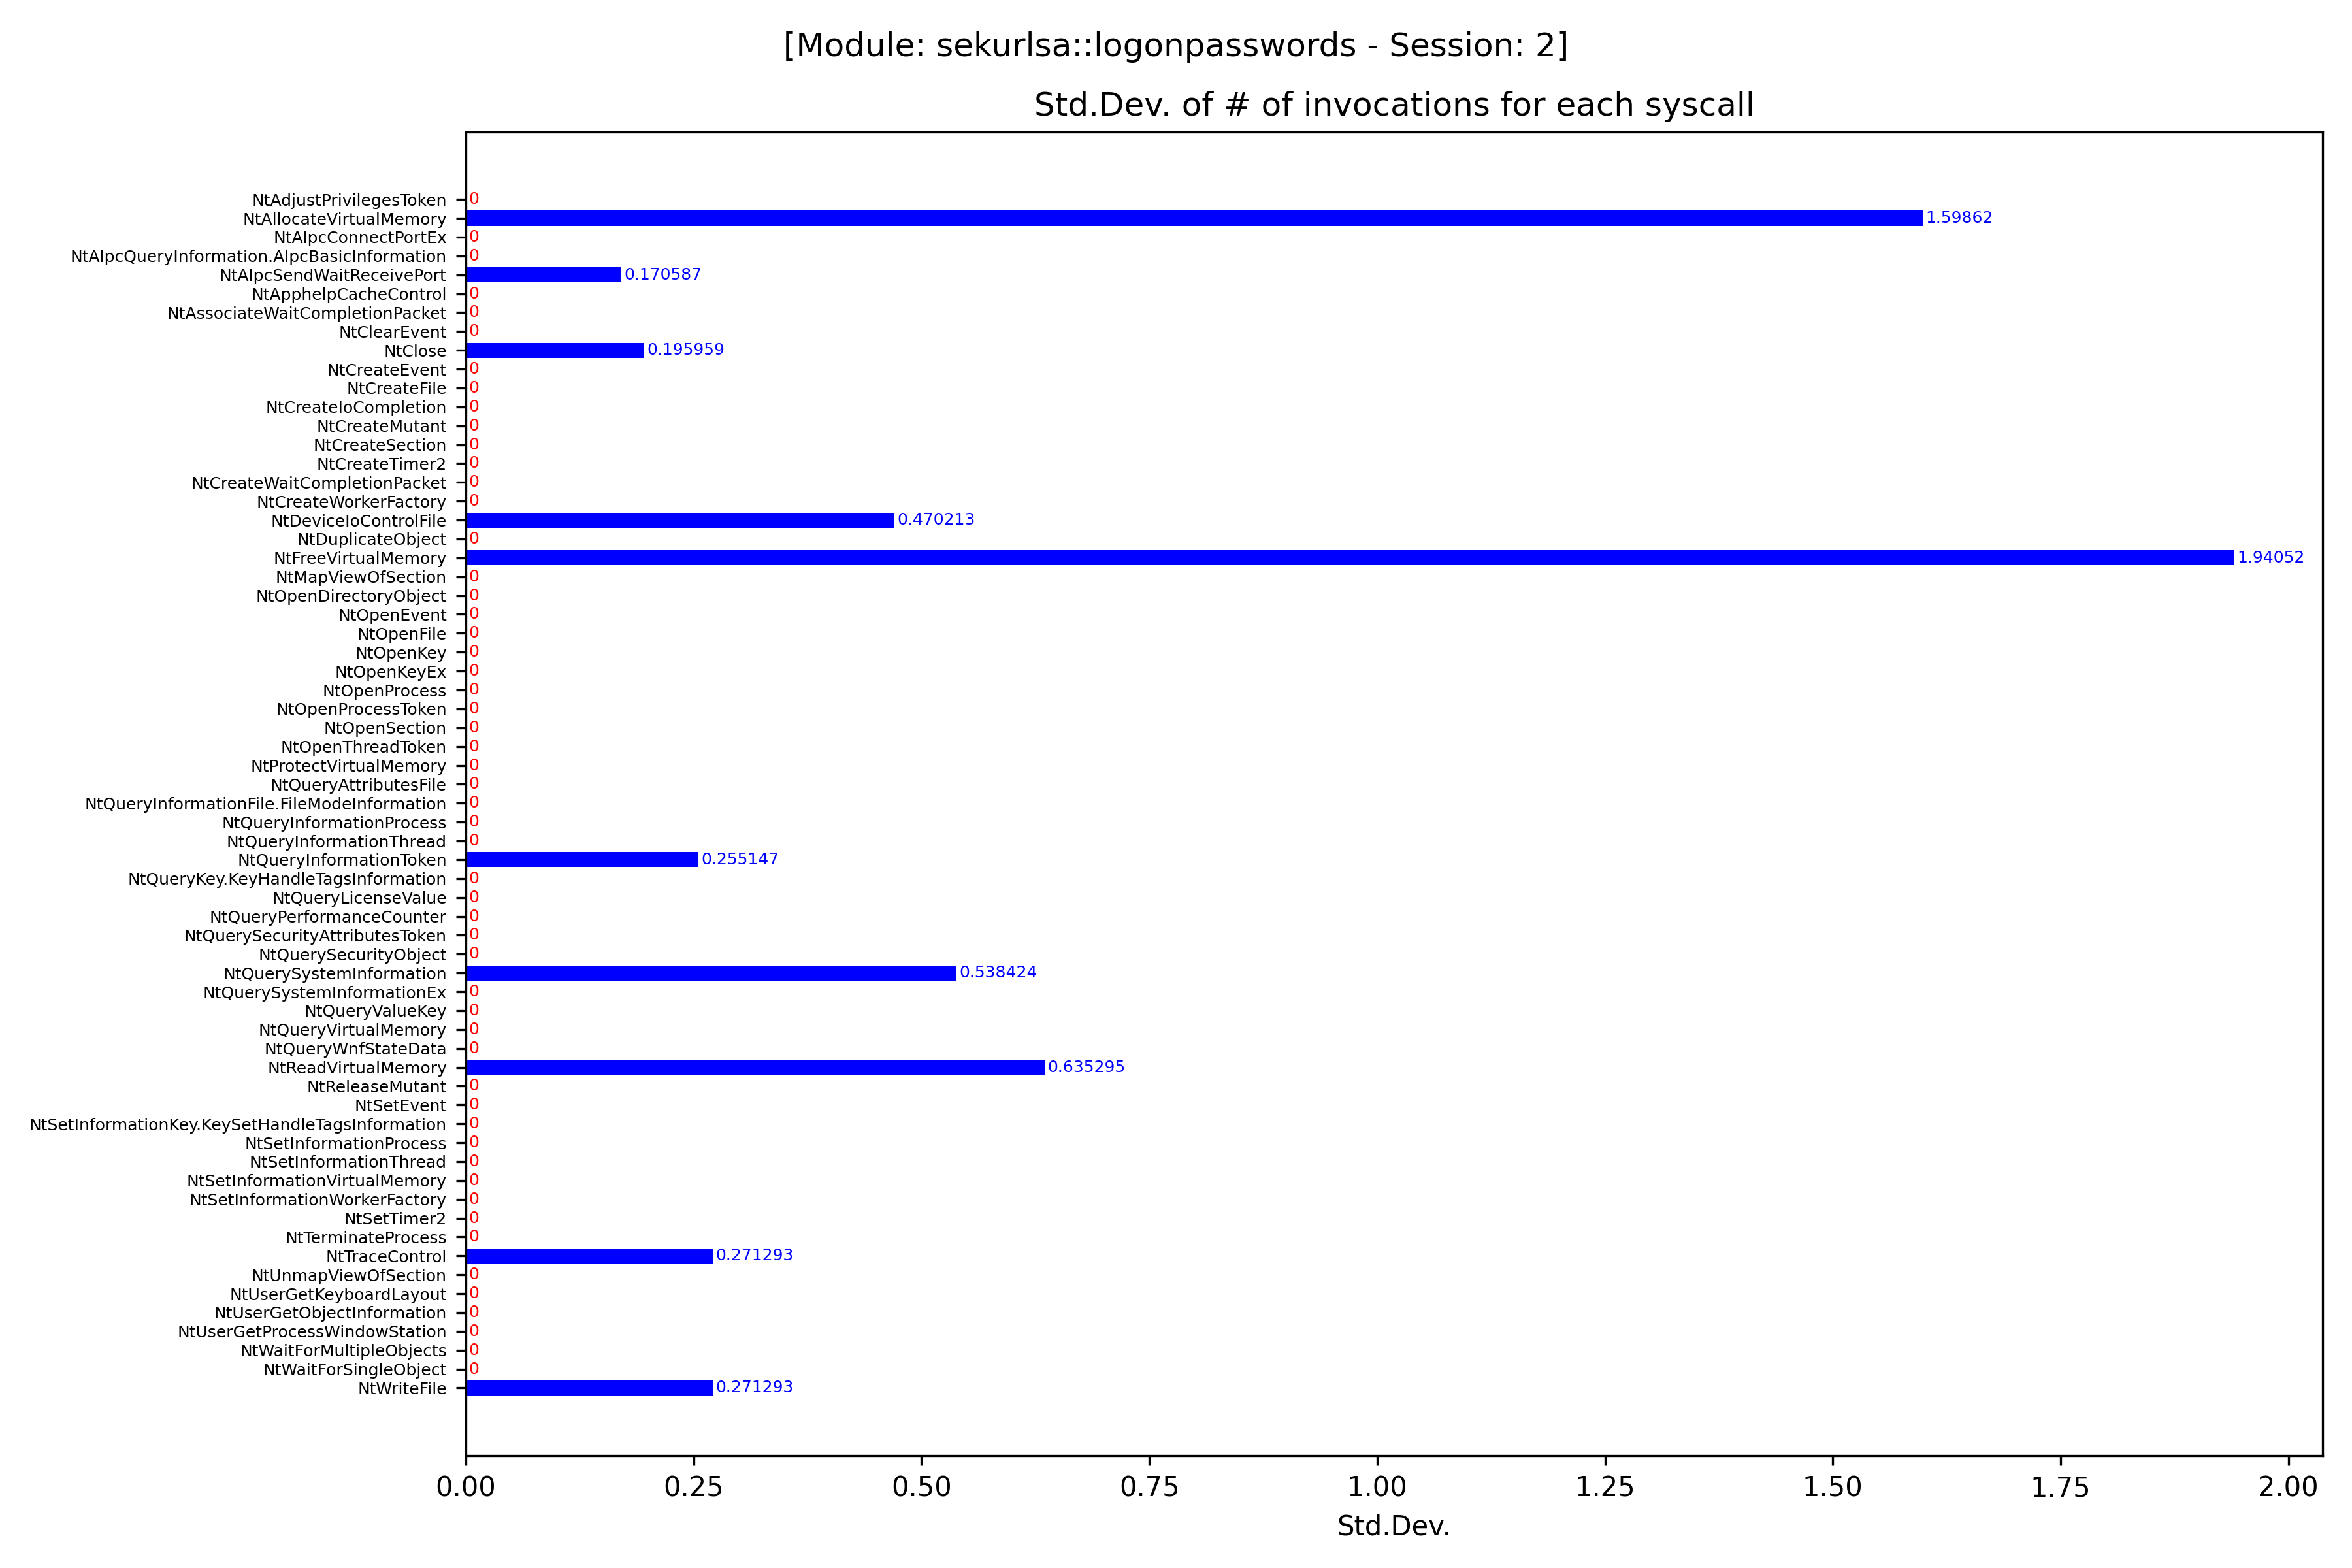 [Module: sekurlsa::logonpasswords - Session: 2]
Std.Dev. of # of invocations for each syscall
NtAdjustPrivilegesToken 0
NtAllocateVirtualMemory 1.59862
NtAlpcConnectPortEx 0
NtAlpcQueryInformation.AlpcBasicInformation 0
NtAlpcSendWaitReceivePort 0.170587
NtApphelpCacheControl 0
NtAssociateWaitCompletionPacket 0
NtClearEvent 0
NtClose 0.195959
NtCreateEvent 0
NtCreateFile 0
NtCreateIoCompletion 0
NtCreateMutant 0
NtCreateSection 0
NtCreateTimer2 0
NtCreateWaitCompletionPacket 0
NtCreateWorkerFactory 0
NtDeviceIoControlFile 0.470213
NtDuplicateObject 0
NtFreeVirtualMemory 1.94052
NtMapViewOfSection 0
NtOpenDirectoryObject 0
NtOpenEvent 0
NtOpenFile 0
NtOpenKey 0
NtOpenKeyEx 0
NtOpenProcess 0
NtOpenProcessToken 0
NtOpenSection 0
NtOpenThreadToken 0
NtProtectVirtualMemory 0
NtQueryAttributesFile 0
NtQueryInformationFile.FileModeInformation 0
NtQueryInformationProcess 0
NtQueryInformationThread 0
NtQueryInformationToken 0.255147
NtQueryKey.KeyHandleTagsInformation 0
NtQueryLicenseValue 0
NtQueryPerformanceCounter 0
NtQuerySecurityAttributesToken 0
NtQuerySecurityObject 0
NtQuerySystemInformation 0.538424
NtQuerySystemInformationEx 0
NtQueryValueKey 0
NtQueryVirtualMemory 0
NtQueryWnfStateData 0
NtReadVirtualMemory 0.635295
NtReleaseMutant 0
NtSetEvent 0
NtSetInformationKey.KeySetHandleTagsInformation 0
NtSetInformationProcess 0
NtSetInformationThread 0
NtSetInformationVirtualMemory 0
NtSetInformationWorkerFactory 0
NtSetTimer2 0
NtTerminateProcess 0
NtTraceControl 0.271293
NtUnmapViewOfSection 0
NtUserGetKeyboardLayout 0
NtUserGetObjectInformation 0
NtUserGetProcessWindowStation 0
NtWaitForMultipleObjects 0
NtWaitForSingleObject 0
NtWriteFile 0.271293
0.00 0.25 0.50 0.75 1.00 1.25 1.50 1.75 2.00
Std.Dev.